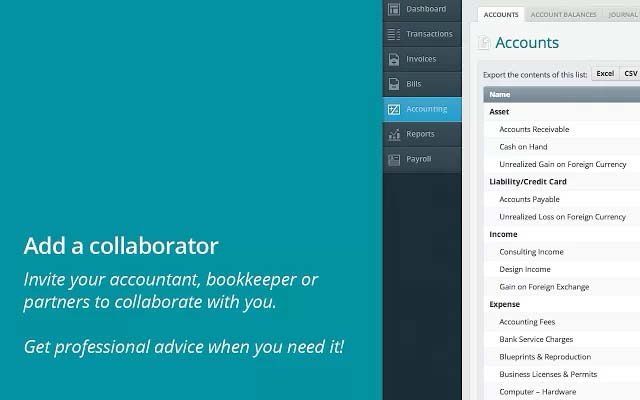 Add a collaborator
Invite your accountant, bookkeeper or
partners to collaborate with you.
Get professional advice when you need it!
Dashboard
Transactions
Invoices
Bills
Accounting
Reports
Payroll
ACCOUNTS ACCOUNT BALANCES JOURNAL
Accounts
Export the contents of this list: Excel CSV
Name
Asset
Accounts Receivable
Cash on Hand
Unrealized Gain on Foreign Currency
Liability/Credit Card
Accounts Payable
Unrealized Loss on Foreign Currency
Income
Consulting Income
Design Income
Gain on Foreign Exchange
Expense
Accounting Fees
Bank Service Charges
Blueprints & Reproduction
Business Licenses & Permits
Computer – Hardware